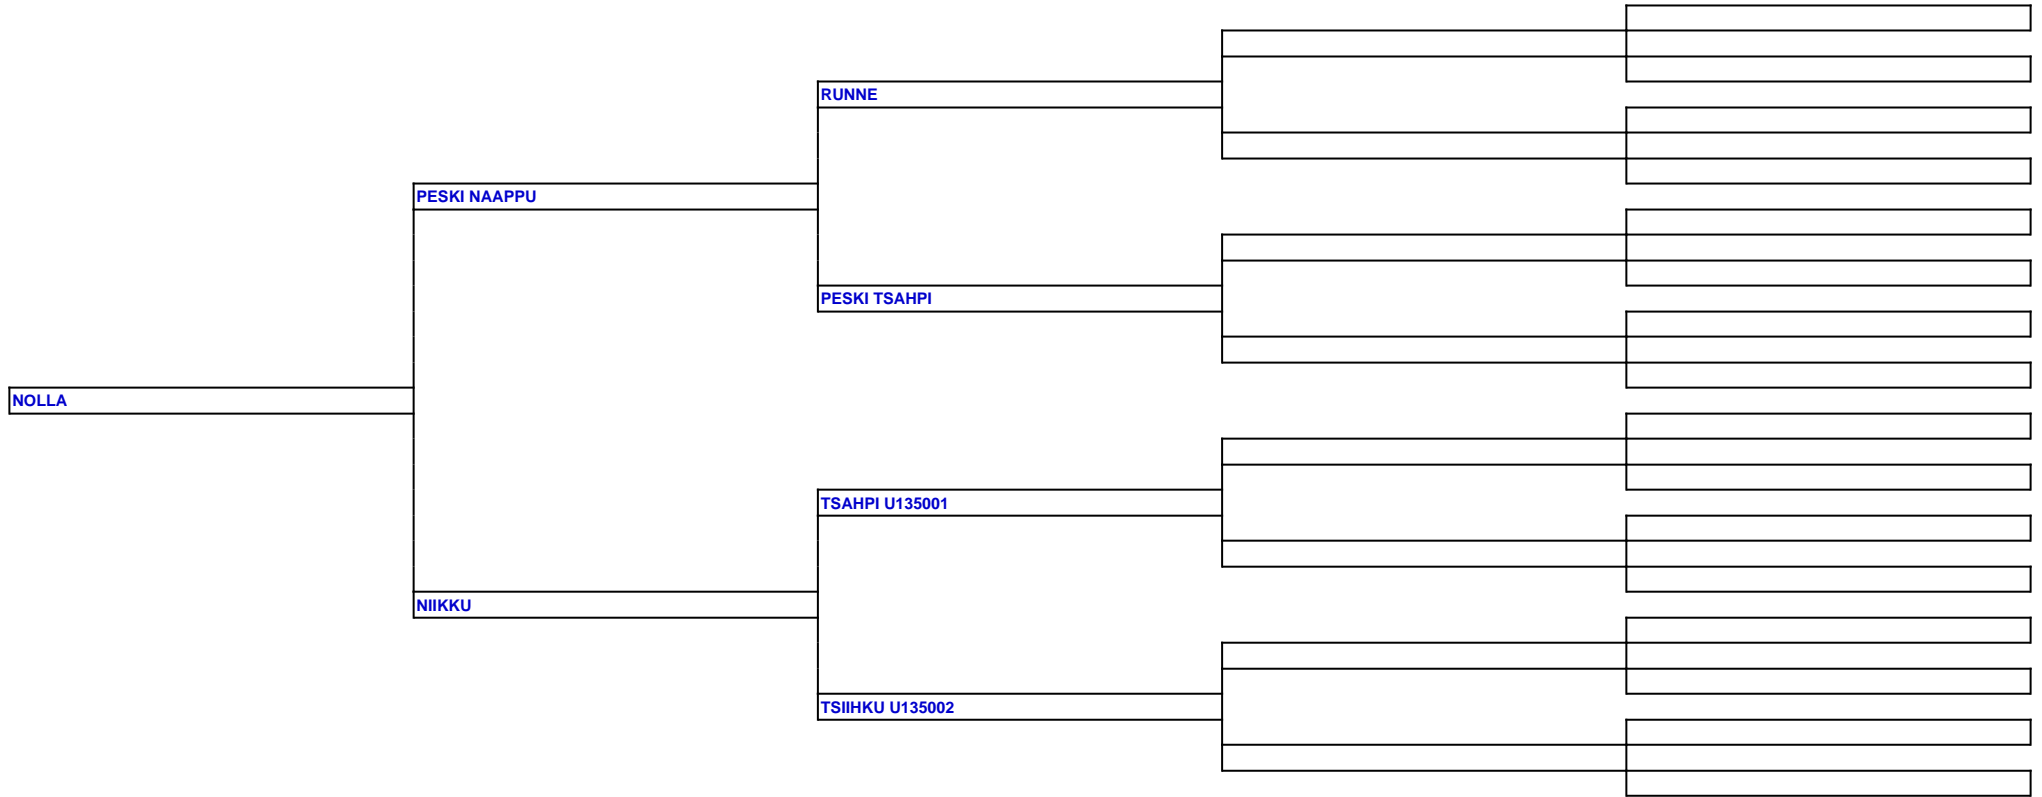 RUNNE
PESKI NAAPPU
PESKI TSAHPI
NOLLA
TSAHPI U135001
NIIKKU
TSIIHKU U135002